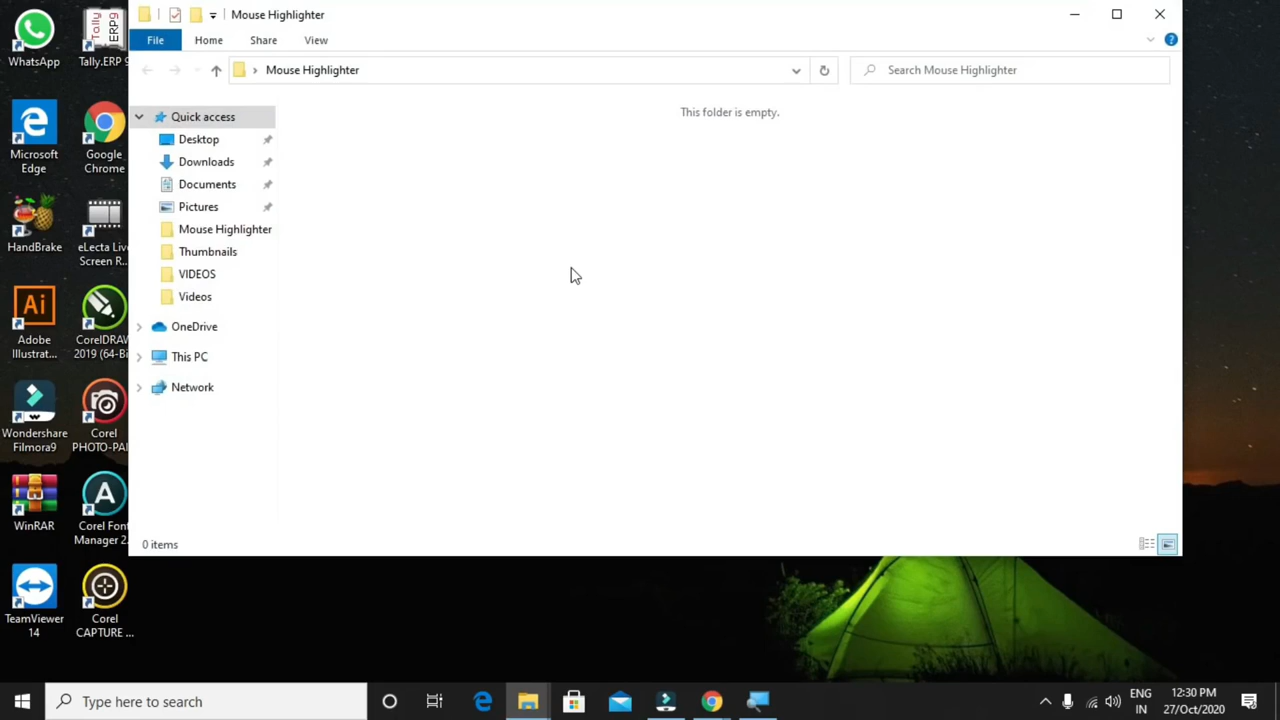 Mouse Highlighter
File
Home
Share
View
Mouse Highlighter
Search Mouse Highlighter
Quick access
Desktop
Downloads
Documents
Pictures
Mouse Highlighter
Thumbnails
VIDEOS
Videos
OneDrive
This PC
Network
This folder is empty.
0 items
WhatsApp
Tally.ERP 9
Microsoft
Edge
Google
Chrome
HandBrake
eLecta Live
Screen R...
Ai
Adobe
Illustrat...
CorelDRAW
2019 (64-Bi
Wondershare
Filmora9
Corel
PHOTO-PAI
WinRAR
Corel Font
Manager 2...
TeamViewer
14
Corel
CAPTURE ...
Type here to search
ENG
IN
12:30 PM
27/Oct/2020